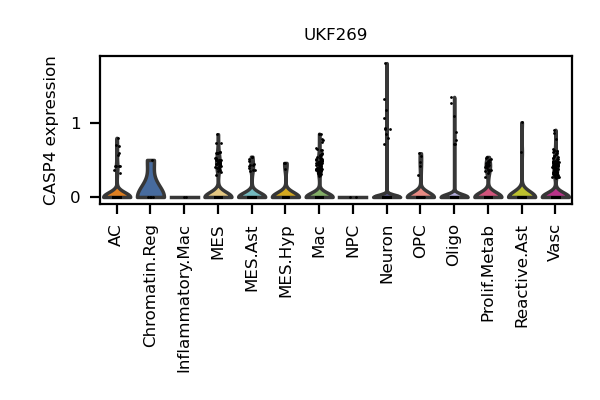 UKF269
CASP4 expression
1
0
AC
Chromatin.Reg
Inflammatory.Mac
MES
MES.Ast
MES.Hyp
Mac
NPC
Neuron
OPC
Oligo
Prolif.Metab
Reactive.Ast
Vasc